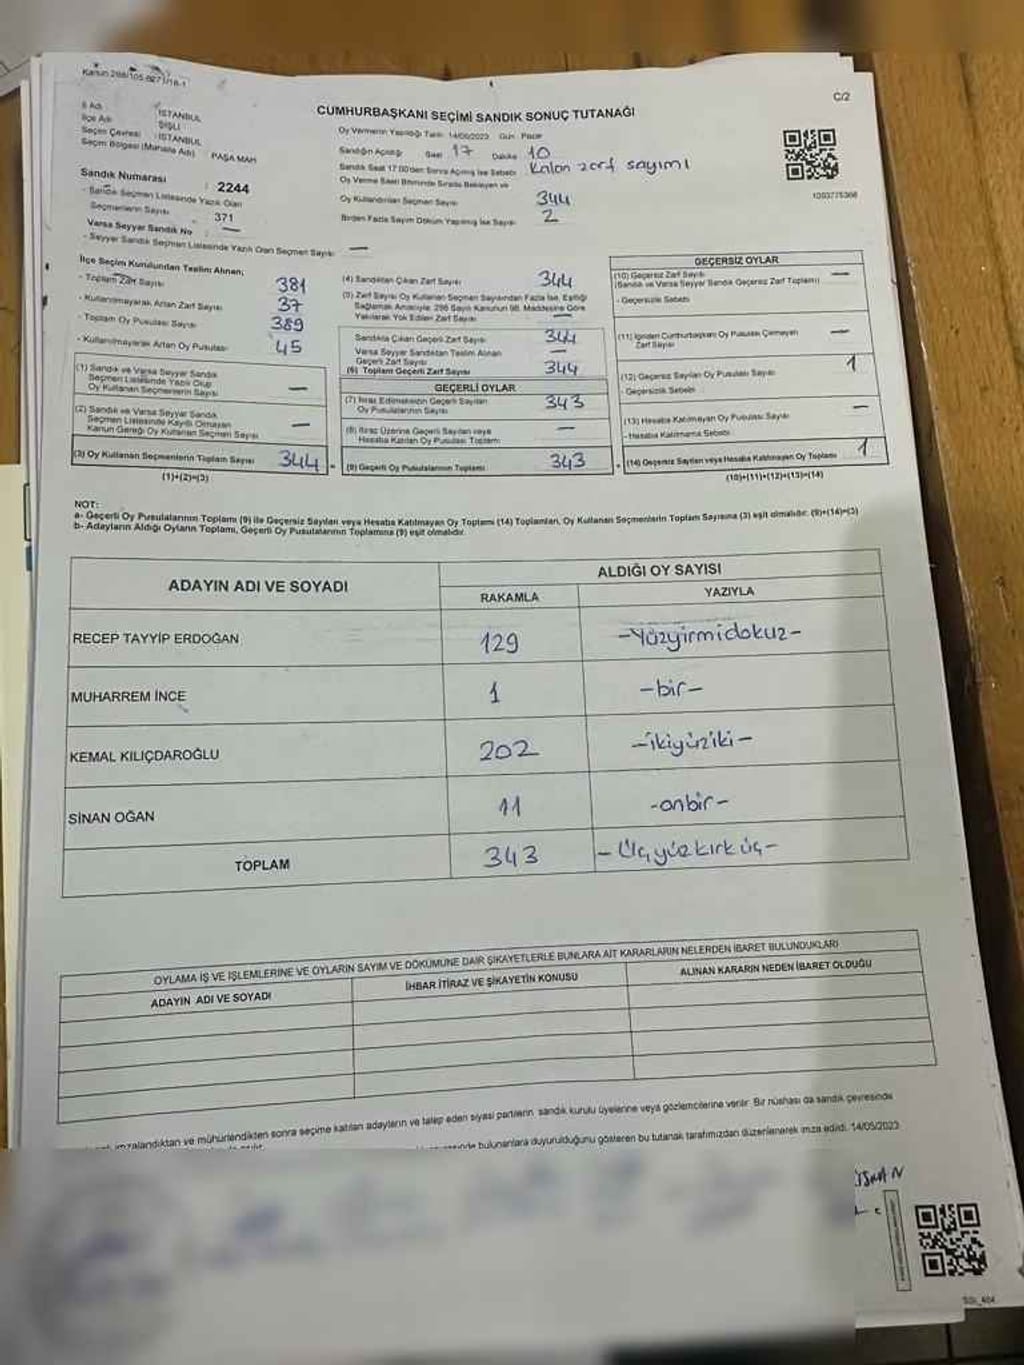 Kanun 298/105
C/2
CUMHURBAŞKANI SEÇİMİ SANDIK SONUÇ TUTANAĞI
İl Adı : İSTANBUL
İlçe Adı : ŞİŞLİ
Seçim Çevresi : İSTANBUL
Seçim Bölgesi (Mahalle Adı) PAŞA MAH
Sandık Numarası : 2244
- Sandık Seçmen Listesinde Yazılı Olan
Seçmenlerin Sayısı : 371
Varsa Seyyar Sandık No : —
- Seyyar Sandık Seçmen Listesinde Yazılı Olan Seçmen Sayısı : —
Oy Vermenin Yapıldığı Tarih: 14/05/2023 Gün: Pazar
Sandığın Açıldığı Saat 17 Dakika 10
Sandık Saat 17.00'den Sonra Açılmış İse Sebebi: Kalan zarf sayımı
Oy Verme Saati Bitiminde Sırada Bekleyen ve
Oy Kullandırılan Seçmen Sayısı 344
Birden Fazla Sayım Döküm Yapılmış İse Sayısı: 2
1003775368
İlçe Seçim Kurulundan Teslim Alınan;
- Toplam Zarf Sayısı 381
- Kullanılmayarak Artan Zarf Sayısı 37
- Toplam Oy Pusulası Sayısı 389
- Kullanılmayarak Artan Oy Pusulası 45
(1) Sandık ve Varsa Seyyar Sandık
Seçmen Listesinde Yazılı Olup
Oy Kullanan Seçmenlerin Sayısı —
(2) Sandık ve Varsa Seyyar Sandık
Seçmen Listesinde Kayıtlı Olmayan
Kanun Gereği Oy Kullanan Seçmen Sayısı —
(3) Oy Kullanan Seçmenlerin Toplam Sayısı 344
(1)+(2)=(3)
(4) Sandıktan Çıkan Zarf Sayısı 344
(5) Zarf Sayısı Oy Kullanan Seçmen Sayısından Fazla İse, Eşitliği
Sağlamak Amacıyla, 298 Sayılı Kanunun 98. Maddesine Göre
Yakılarak Yok Edilen Zarf Sayısı —
Sandıkta Çıkan Geçerli Zarf Sayısı 344
Varsa Seyyar Sandıktan Teslim Alınan
Geçerli Zarf Sayısı —
(6) Toplam Geçerli Zarf Sayısı 344
GEÇERLİ OYLAR
(7) İtiraz Edilmeksizin Geçerli Sayılan
Oy Pusulalarının Sayısı 343
(8) İtiraz Üzerine Geçerli Sayılan veya
Hesaba Katılan Oy Pusulası Toplamı —
(9) Geçerli Oy Pusulalarının Toplamı 343
GEÇERSİZ OYLAR
(10) Geçersiz Zarf Sayısı —
(Sandık ve Varsa Seyyar Sandık Geçersiz Zarf Toplamı)
- Geçersizlik Sebebi
(11) İçinden Cumhurbaşkanı Oy Pusulası Çıkmayan
Zarf Sayısı —
(12) Geçersiz Sayılan Oy Pusulası Sayısı 1
- Geçersizlik Sebebi
(13) Hesaba Katılmayan Oy Pusulası Sayısı —
- Hesaba Katılmama Sebebi
(14) Geçersiz Sayılan veya Hesaba Katılmayan Oy Toplamı 1
(10)+(11)+(12)+(13)=(14)
NOT:
a- Geçerli Oy Pusulalarının Toplamı (9) ile Geçersiz Sayılan veya Hesaba Katılmayan Oy Toplamı (14) Toplamları, Oy Kullanan Seçmenlerin Toplam Sayısına (3) eşit olmalıdır. (9)+(14)=(3)
b- Adayların Aldığı Oyların Toplamı, Geçerli Oy Pusulalarının Toplamına (9) eşit olmalıdır.
ADAYIN ADI VE SOYADI
ALDIĞI OY SAYISI
RAKAMLA YAZIYLA
RECEP TAYYİP ERDOĞAN 129 -Yüzyirmidokuz-
MUHARREM İNCE 1 -bir-
KEMAL KILIÇDAROĞLU 202 -ikiyüziki-
SİNAN OĞAN 11 -onbir-
TOPLAM 343 -Üçyüzkırküç-
OYLAMA İŞ VE İŞLEMLERİNE VE OYLARIN SAYIM VE DÖKÜMÜNE DAİR ŞİKAYETLERLE BUNLARA AİT KARARLARIN NELERDEN İBARET BULUNDUKLARI
ADAYIN ADI VE SOYADI İHBAR İTİRAZ VE ŞİKAYETİN KONUSU ALINAN KARARIN NEDEN İBARET OLDUĞU
imzalandıktan ve mühürlendikten sonra seçime katılan adayların ve talep eden siyasi partilerin sandık kurulu üyelerine veya gözlemcilerine verilir. Bir nüshası da sandık çevresinde
bulunanlara duyurulduğunu gösteren bu tutanak tarafımızdan düzenlenerek imza edildi. 14/05/2023